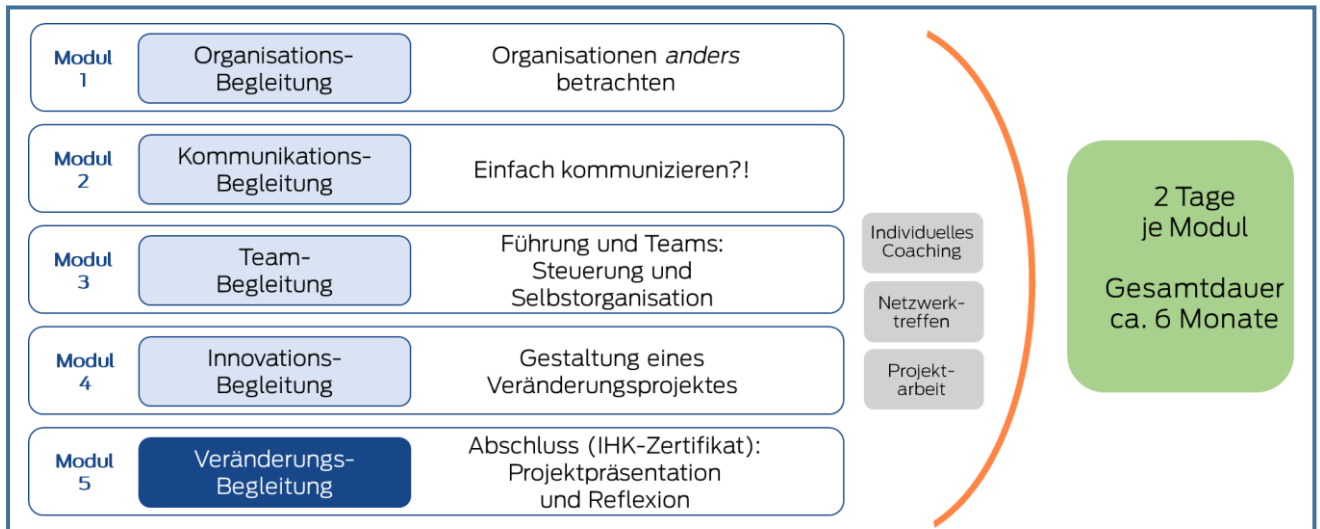 Modul
1
Organisations-
Begleitung
Organisationen anders
betrachten
Modul
2
Kommunikations-
Begleitung
Einfach kommunizieren?!
Modul
3
Team-
Begleitung
Führung und Teams:
Steuerung und
Selbstorganisation
Modul
4
Innovations-
Begleitung
Gestaltung eines
Veränderungsprojektes
Modul
5
Veränderungs-
Begleitung
Abschluss (IHK-Zertifikat):
Projektpräsentation
und Reflexion
Individuelles
Coaching
Netzwerk-
treffen
Projekt-
arbeit
2 Tage
je Modul
Gesamtdauer
ca. 6 Monate